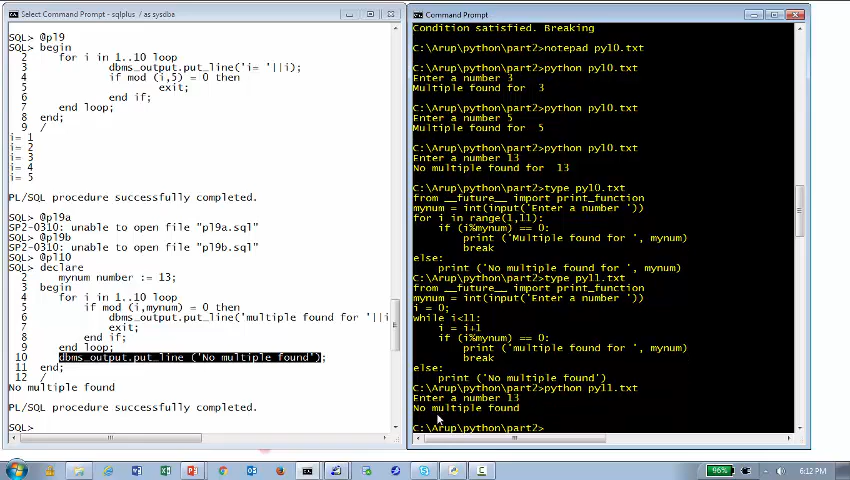 Select Command Prompt - sqlplus / as sysdba
SQL> @pl9
SQL> begin
2 for i in 1..10 loop
3 dbms_output.put_line('i= '||i);
4 if mod (i,5) = 0 then
5 exit;
6 end if;
7 end loop;
8 end;
9 /
i= 1
i= 2
i= 3
i= 4
i= 5
PL/SQL procedure successfully completed.
SQL> @pl9a
SP2-0310: unable to open file "pl9a.sql"
SQL> @pl9b
SP2-0310: unable to open file "pl9b.sql"
SQL> @pl10
SQL> declare
2 mynum number := 13;
3 begin
4 for i in 1..10 loop
5 if mod (i,mynum) = 0 then
6 dbms_output.put_line('multiple found for '||i
7 exit;
8 end if;
9 end loop;
10 dbms_output.put_line ('No multiple found');
11 end;
12 /
No multiple found
PL/SQL procedure successfully completed.
SQL>
Command Prompt
Condition satisfied. Breaking
C:\Arup\python\part2>notepad py10.txt
C:\Arup\python\part2>python py10.txt
Enter a number 3
Multiple found for  3
C:\Arup\python\part2>python py10.txt
Enter a number 5
Multiple found for  5
C:\Arup\python\part2>python py10.txt
Enter a number 13
No multiple found for  13
C:\Arup\python\part2>type py10.txt
from __future__ import print_function
mynum = int(input('Enter a number '))
for i in range(1,11):
if (i%mynum) == 0:
print ('Multiple found for ', mynum)
break
else:
print ('No multiple found for ', mynum)
C:\Arup\python\part2>type py11.txt
from __future__ import print_function
mynum = int(input('Enter a number '))
i = 0;
while i<11:
i = i+1
if (i%mynum) == 0:
print ('multiple found for ', mynum)
break
else:
print ('No multiple found')
C:\Arup\python\part2>python py11.txt
Enter a number 13
No multiple found
C:\Arup\python\part2>
96%
6:12 PM